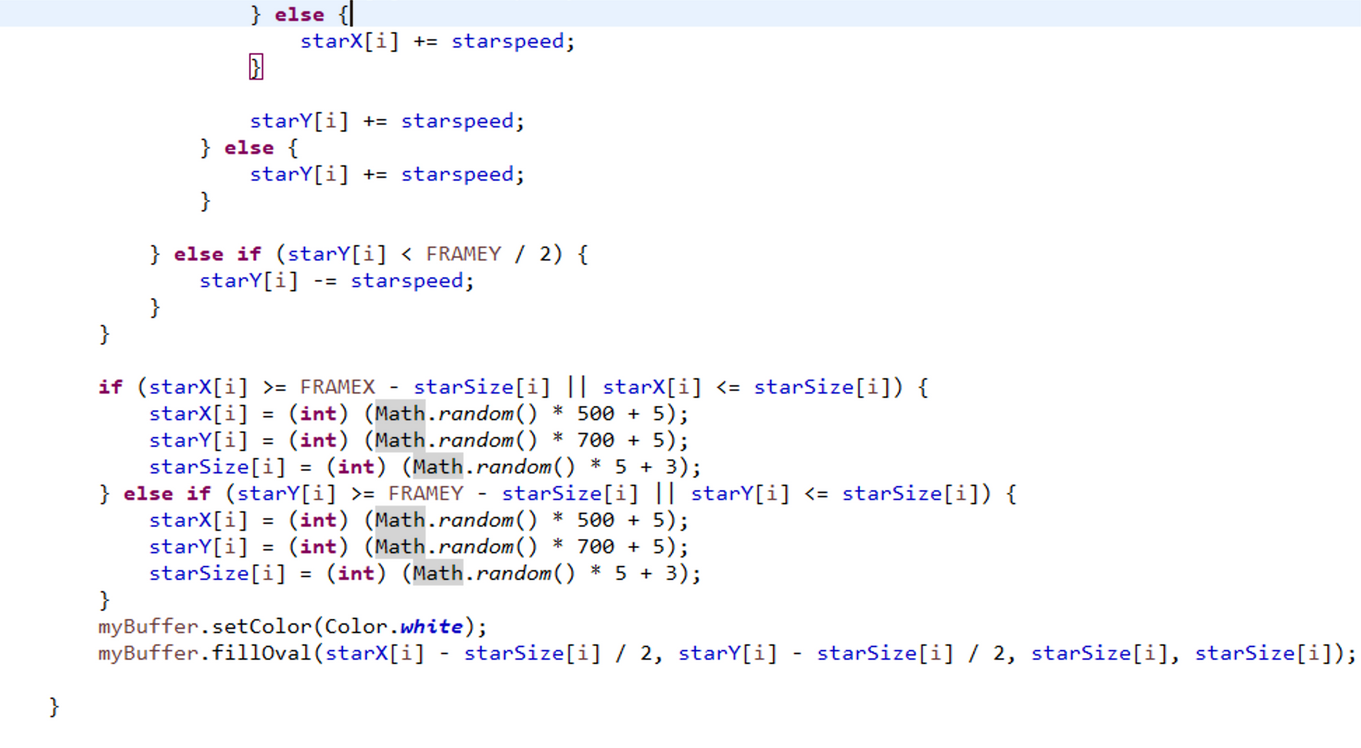 } else {
starX[i] += starspeed;
}
starY[i] += starspeed;
} else {
starY[i] += starspeed;
}
} else if (starY[i] < FRAMEY / 2) {
starY[i] -= starspeed;
}
}
if (starX[i] >= FRAMEX - starSize[i] || starX[i] <= starSize[i]) {
starX[i] = (int) (Math.random() * 500 + 5);
starY[i] = (int) (Math.random() * 700 + 5);
starSize[i] = (int) (Math.random() * 5 + 3);
} else if (starY[i] >= FRAMEY - starSize[i] || starY[i] <= starSize[i]) {
starX[i] = (int) (Math.random() * 500 + 5);
starY[i] = (int) (Math.random() * 700 + 5);
starSize[i] = (int) (Math.random() * 5 + 3);
}
myBuffer.setColor(Color.white);
myBuffer.fillOval(starX[i] - starSize[i] / 2, starY[i] - starSize[i] / 2, starSize[i], starSize[i]);
}